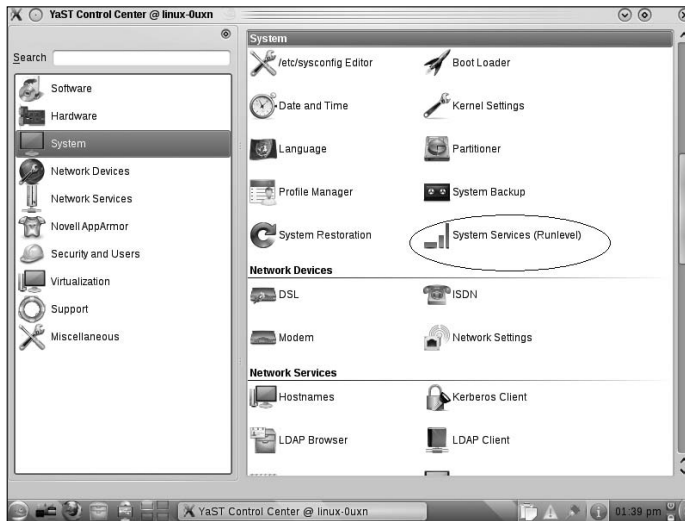 YaST Control Center @ linux-0uxn
Search
Software
Hardware
System
Network Devices
Network Services
Novell AppArmor
Security and Users
Virtualization
Support
Miscellaneous
System
/etc/sysconfig Editor
Boot Loader
Date and Time
Kernel Settings
Language
Partitioner
Profile Manager
System Backup
System Restoration
System Services (Runlevel)
Network Devices
DSL
ISDN
Modem
Network Settings
Network Services
Hostnames
Kerberos Client
LDAP Browser
LDAP Client
YaST Control Center @ linux-0uxn
01:39 pm